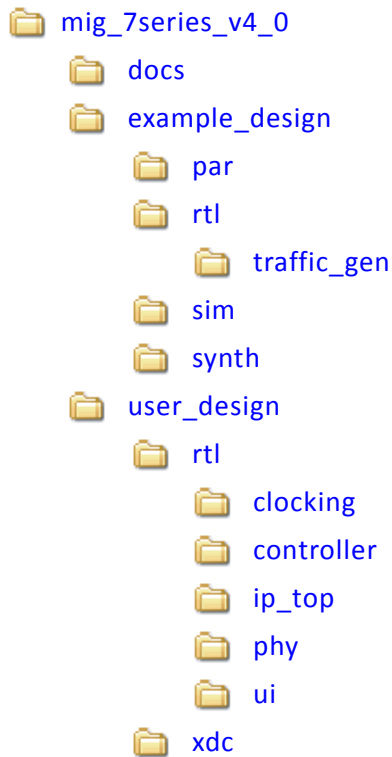 mig_7series_v4_0
docs
example_design
par
rtl
traffic_gen
sim
synth
user_design
rtl
clocking
controller
ip_top
phy
ui
xdc